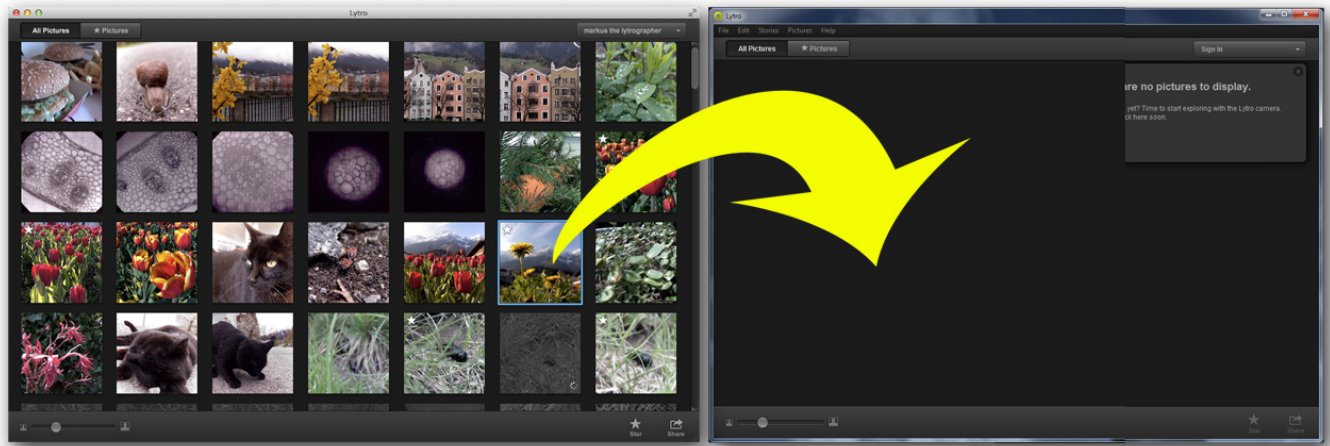 Lytro
All Pictures
★ Pictures
markus the lytrographer
Star
Share
Lytro
File Edit Stories Pictures Help
All Pictures
★ Pictures
Sign In
re no pictures to display.
yet? Time to start exploring with the Lytro camera.
ck here soon.
Star
Share